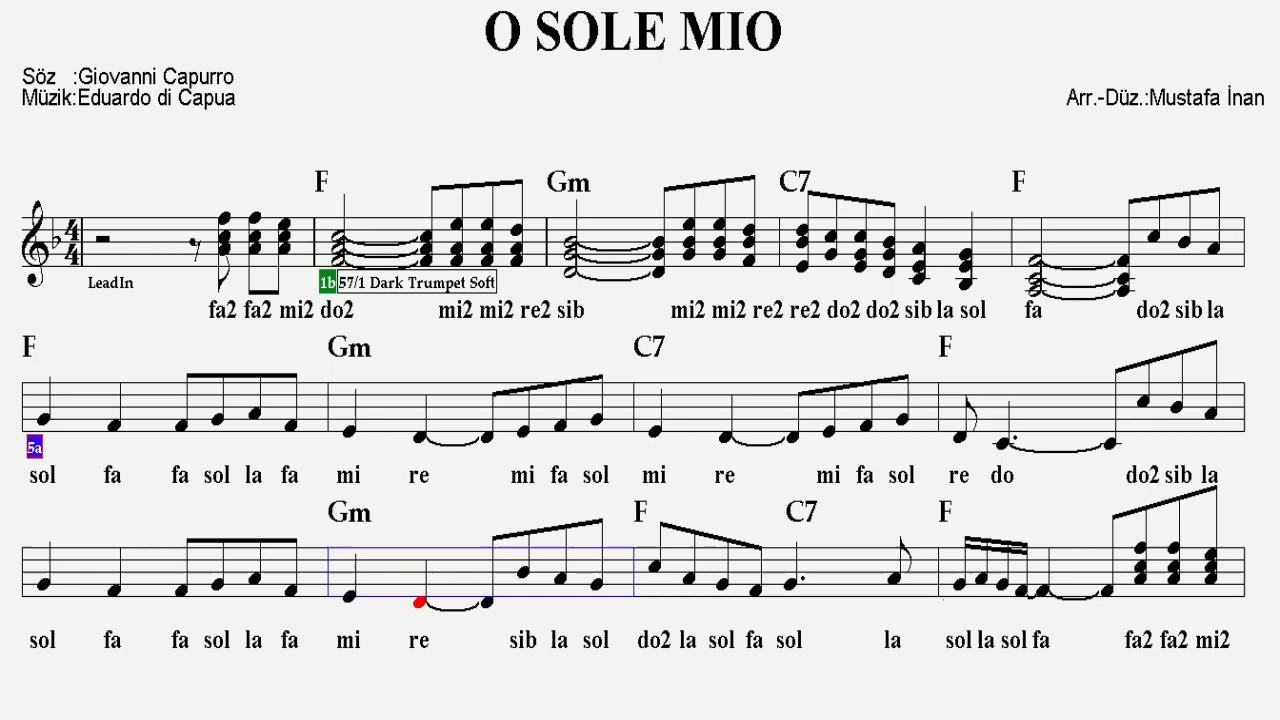 O SOLE MIO
Söz :Giovanni Capurro
Müzik:Eduardo di Capua
Arr.-Düz.:Mustafa İnan
F Gm C7 F
4
4
LeadIn 1b 57/1 Dark Trumpet Soft
fa2 fa2 mi2 do2 mi2 mi2 re2 sib mi2 mi2 re2 re2 do2 do2 sib la sol fa do2 sib la
F Gm C7 F
5a
sol fa fa sol la fa mi re mi fa sol mi re mi fa sol re do do2 sib la
Gm F C7 F
sol fa fa sol la fa mi re sib la sol do2 la sol fa sol la sol la sol fa fa2 fa2 mi2